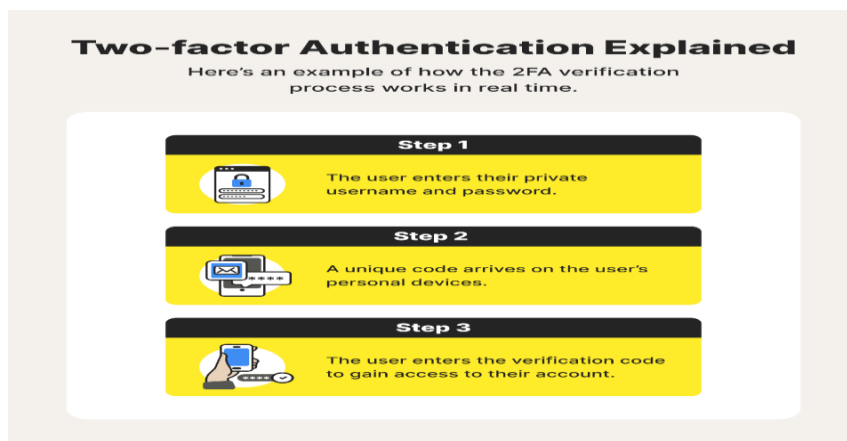 Two-factor Authentication Explained
Here's an example of how the 2FA verification
process works in real time.
Step 1
The user enters their private
username and password.
Step 2
A unique code arrives on the user's
personal devices.
****
Step 3
The user enters the verification code
to gain access to their account.
****